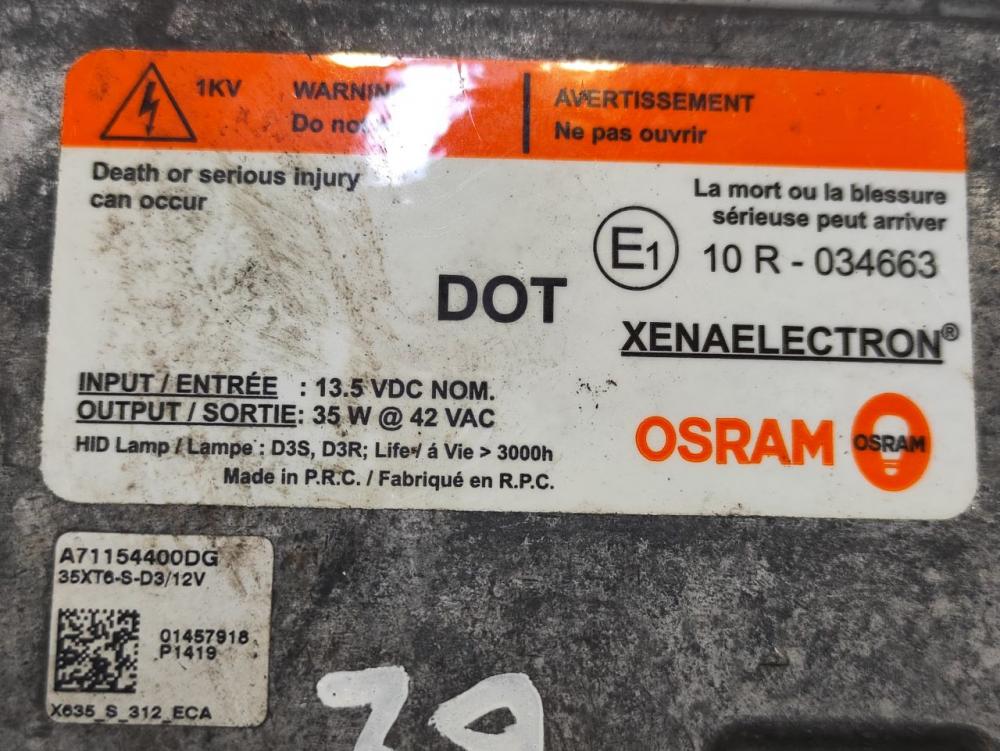 1KV
WARNING
Do not
AVERTISSEMENT
Ne pas ouvrir
Death or serious injury
can occur
La mort ou la blessure
sérieuse peut arriver
E1
10 R - 034663
DOT
XENAELECTRON®
INPUT / ENTRÉE : 13.5 VDC NOM.
OUTPUT / SORTIE: 35 W @ 42 VAC
HID Lamp / Lampe : D3S, D3R; Life / á Vie > 3000h
Made in P.R.C. / Fabriqué en R.P.C.
OSRAM
OSRAM
A71154400DG
35XT6-S-D3/12V
01457918
P1419
X635_S_312_ECA
20